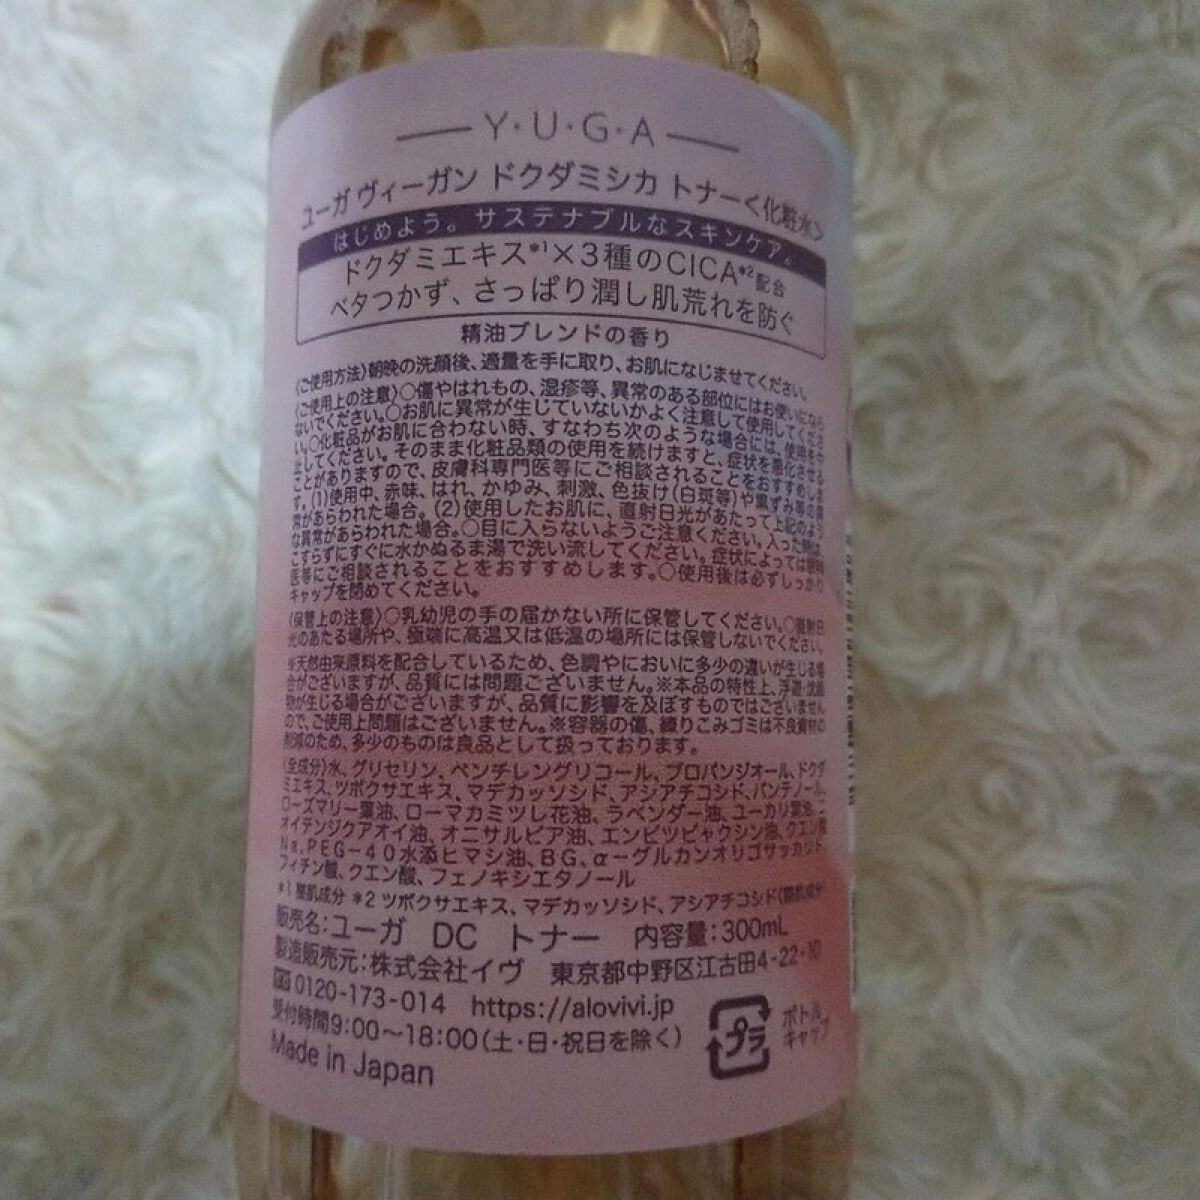 Y·U·G·A
ユーガ ヴィーガン ドクダミシカ トナー<化粧水>
はじめよう。サステナブルなスキンケア。
ドクダミエキス*1×3種のCICA*2配合
ベタつかず、さっぱり潤し肌荒れを防ぐ
精油ブレンドの香り
〈ご使用方法〉朝晩の洗顔後、適量を手に取り、お肌になじませてください。
〈ご使用上の注意〉○傷やはれもの、湿疹等、異常のある部位にはお使いになら
ないでください。○お肌に異常が生じていないかよく注意して使用してくださ
い。○化粧品がお肌に合わない時、すなわち次のような場合には、使用を中
止してください。そのまま化粧品類の使用を続けますと、症状を悪化させる
ことがありますので、皮膚科専門医等にご相談されることをおすすめしま
す。(1)使用中、赤味、はれ、かゆみ、刺激、色抜け(白斑等)や黒ずみ等の異
常があらわれた場合。(2)使用したお肌に、直射日光があたって上記のよう
な異常があらわれた場合。○目に入らないようご注意ください。入った時は、
こすらずにすぐに水かぬるま湯で洗い流してください。症状によっては眼科
医等にご相談されることをおすすめします。○使用後は必ずしっかり
キャップを閉めてください。
〈保管上の注意〉○乳幼児の手の届かない所に保管してください。○直射日
光のあたる場所や、極端に高温又は低温の場所には保管しないでください。
※天然由来原料を配合しているため、色調やにおいに多少の違いが生じる場
合がございますが、品質には問題ございません。※本品の特性上、浮遊・沈殿
物が生じる場合がございますが、品質に影響を及ぼすものではございません
ので、ご使用上問題はございません。※容器の傷、練りこみゴミは不良資材の
削減のため、多少のものは良品として扱っております。
〈全成分〉水、グリセリン、ペンチレングリコール、プロパンジオール、ドクダ
ミエキス、ツボクサエキス、マデカッソシド、アシアチコシド、パンテノール、
ローズマリー葉油、ローマカミツレ花油、ラベンダー油、ユーカリ葉油、ニ
オイテンジクアオイ油、オニサルビア油、エンピツビャクシン油、クエン酸
Na、PEG-40水添ヒマシ油、BG、α-グルカンオリゴサッカリド、
フィチン酸、クエン酸、フェノキシエタノール
*1 整肌成分 *2 ツボクサエキス、マデカッソシド、アシアチコシド(整肌成分)
販売名：ユーガ DC トナー 内容量：300mL
製造販売元：株式会社イヴ 東京都中野区江古田4-22-10
0120-173-014 https://alovivi.jp
受付時間9:00～18:00(土・日・祝日を除く)
Made in Japan
プラ
ボトル、
キャップ